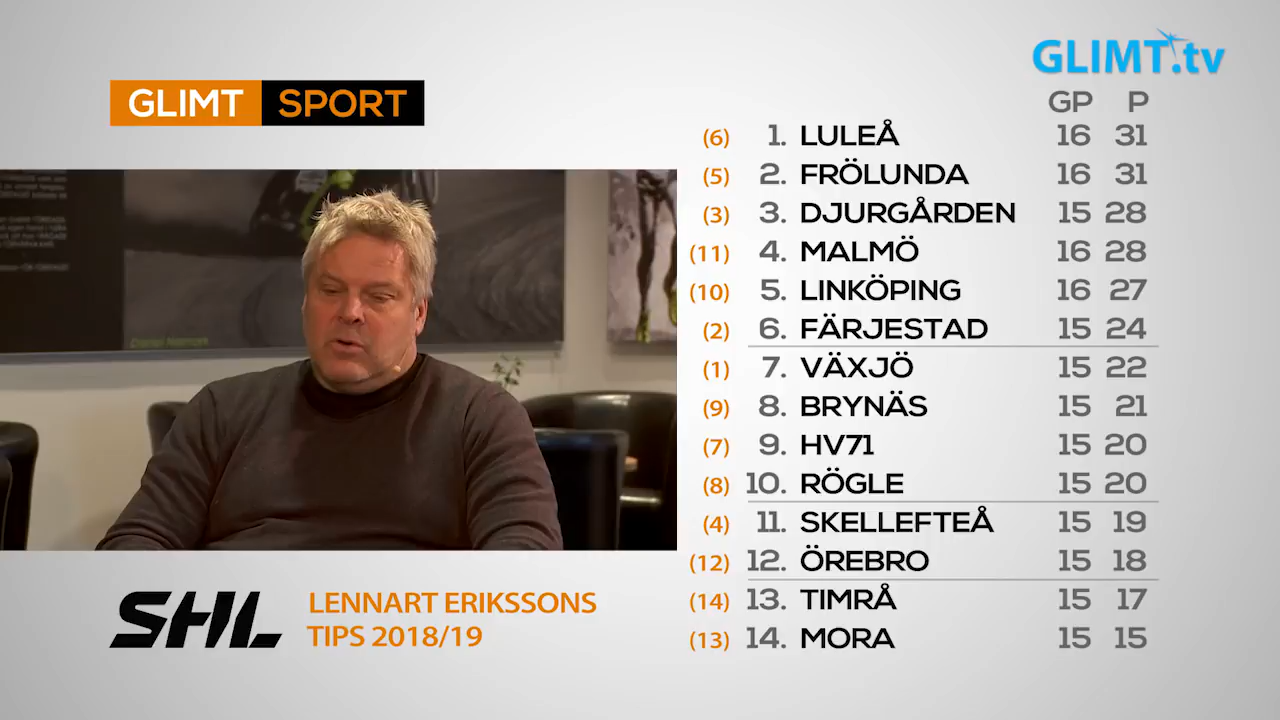 GLIMT.tv
GLIMT SPORT
GP P
(6) 1. LULEÅ 16 31
(5) 2. FRÖLUNDA 16 31
(3) 3. DJURGÅRDEN 15 28
(11) 4. MALMÖ 16 28
(10) 5. LINKÖPING 16 27
(2) 6. FÄRJESTAD 15 24
(1) 7. VÄXJÖ 15 22
(9) 8. BRYNÄS 15 21
(7) 9. HV71 15 20
(8) 10. RÖGLE 15 20
(4) 11. SKELLEFTEÅ 15 19
(12) 12. ÖREBRO 15 18
(14) 13. TIMRÅ 15 17
(13) 14. MORA 15 15
SHL
LENNART ERIKSSONS
TIPS 2018/19